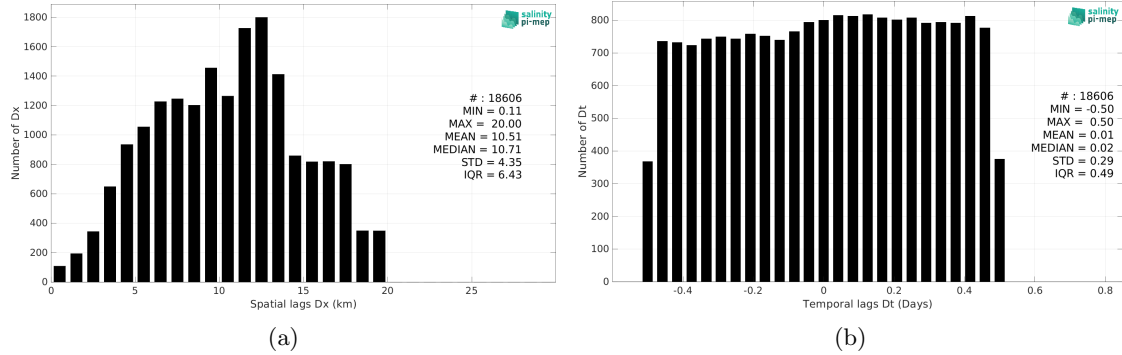 1800
1600
1400
1200
1000
800
600
400
200
0
Number of Dx
0 5 10 15 20 25
Spatial lags Dx (km)
salinity
pi-mep
# : 18606
MIN = 0.11
MAX = 20.00
MEAN = 10.51
MEDIAN = 10.71
STD = 4.35
IQR = 6.43
(a)
800
700
600
500
400
300
200
100
0
Number of Dt
-0.4 -0.2 0 0.2 0.4 0.6 0.8
Temporal lags Dt (Days)
salinity
pi-mep
# : 18606
MIN = -0.50
MAX = 0.50
MEAN = 0.01
MEDIAN = 0.02
STD = 0.29
IQR = 0.49
(b)